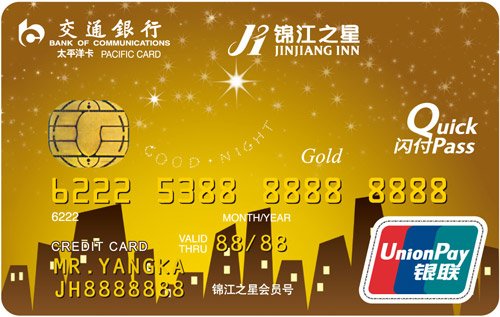 交通銀行
BANK OF COMMUNICATIONS
太平洋卡 PACIFIC CARD
锦江之星
JINJIANG INN
Quick
闪付Pass
GOOD·NIGHT
Gold
6222 5388 8888 8888
6222
MONTH/YEAR
CREDIT CARD
VALID THRU 88/88
MR.YANGKA
JH8888888
锦江之星会员号
UnionPay
银联